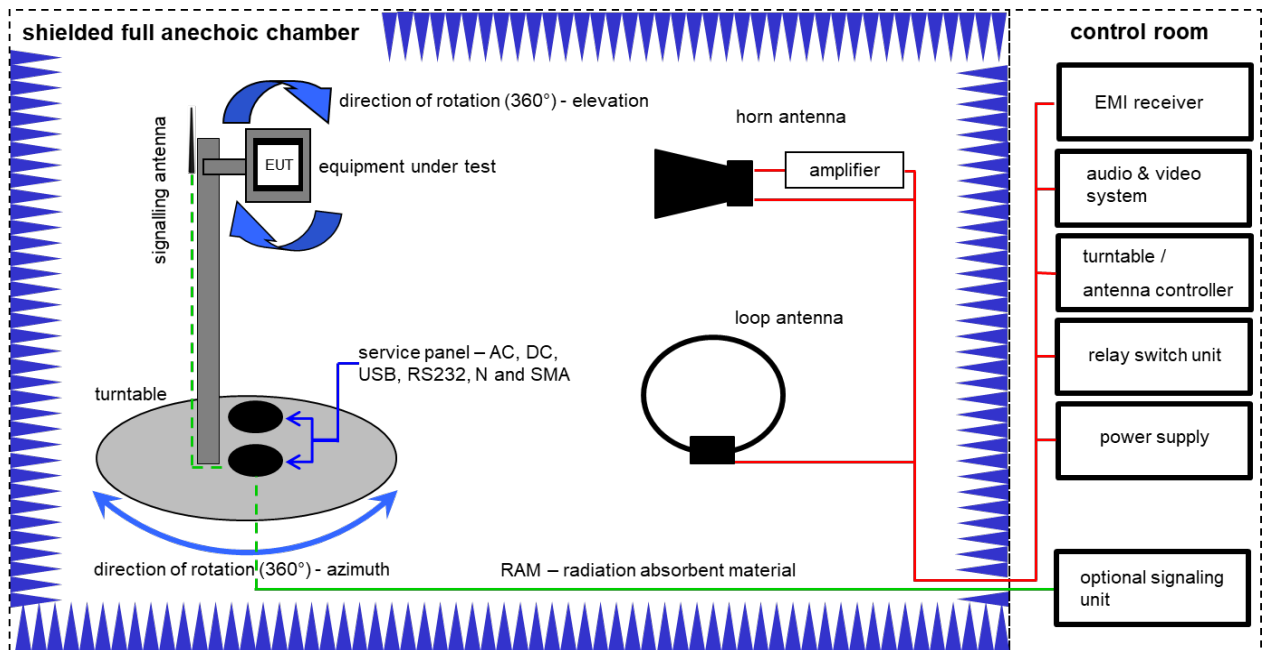 shielded full anechoic chamber
control room
direction of rotation (360°) - elevation
signalling antenna
EUT
equipment under test
horn antenna
amplifier
loop antenna
service panel – AC, DC,
USB, RS232, N and SMA
turntable
direction of rotation (360°) - azimuth
RAM – radiation absorbent material
EMI receiver
audio & video
system
turntable /
antenna controller
relay switch unit
power supply
optional signaling
unit